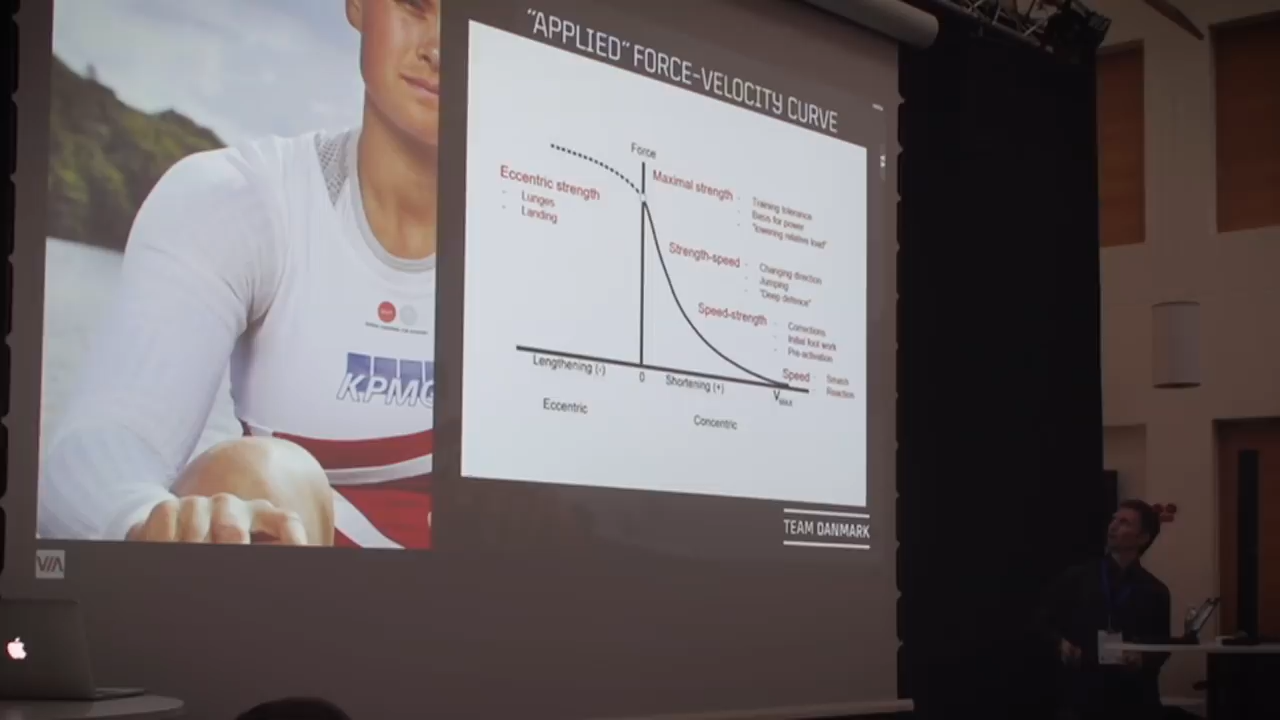 "APPLIED" FORCE-VELOCITY CURVE
Force
Eccentric strength
- Lunges
- Landing
Maximal strength
- Training tolerance
- Basis for power
- "lowering relative load"
Strength-speed
- Changing direction
- Jumping
- "Deep defence"
Speed-strength
- Corrections
- Initial foot work
- Pre-activation
Speed
- Smash
- Reaction
Lengthening (-)
0
Shortening (+)
VMAX
Eccentric
Concentric
KPMG
TEAM DANMARK
VIA